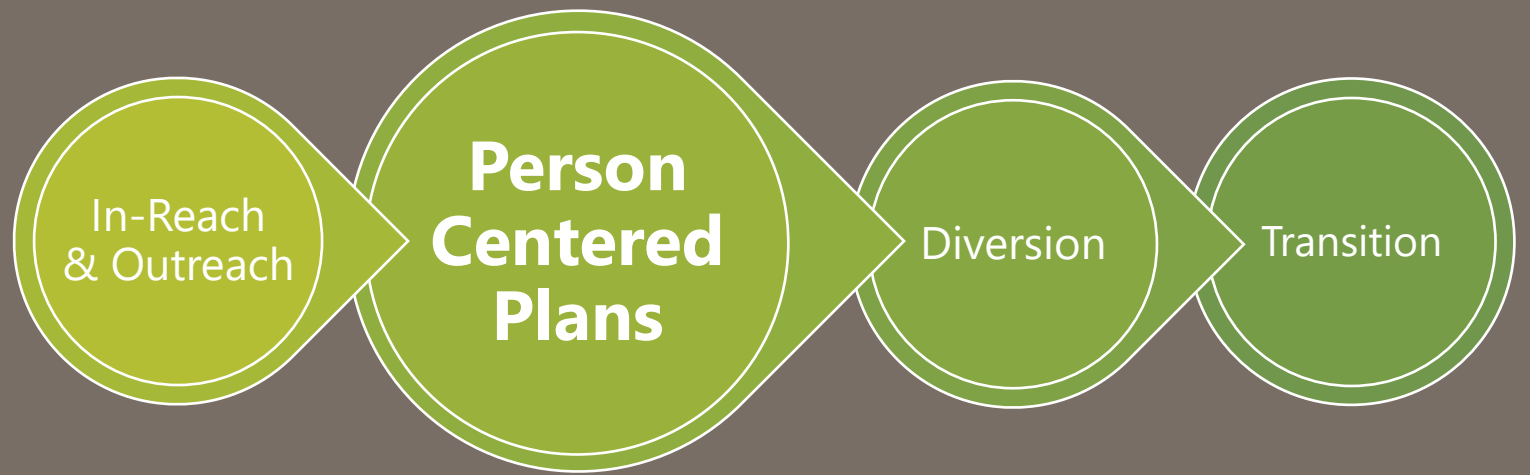 In-Reach
& Outreach
Person
Centered
Plans
Diversion
Transition